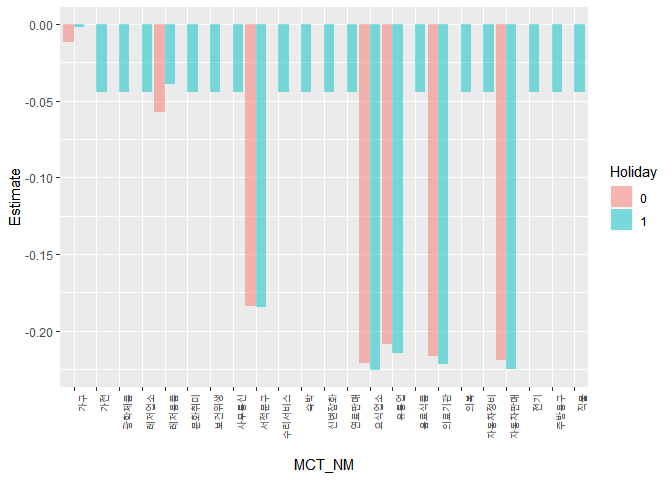 0.00
-0.05
-0.10
-0.15
-0.20
Estimate
가구
가전
광학제품
레저업소
레저용품
문화취미
보건위생
사무통신
서적문구
수리서비스
숙박
신변잡화
연료판매
요식업소
유통업
음료식품
의료기관
의복
자동차정비
자동차판매
전기
주방용구
직물
MCT_NM
Holiday
0
1